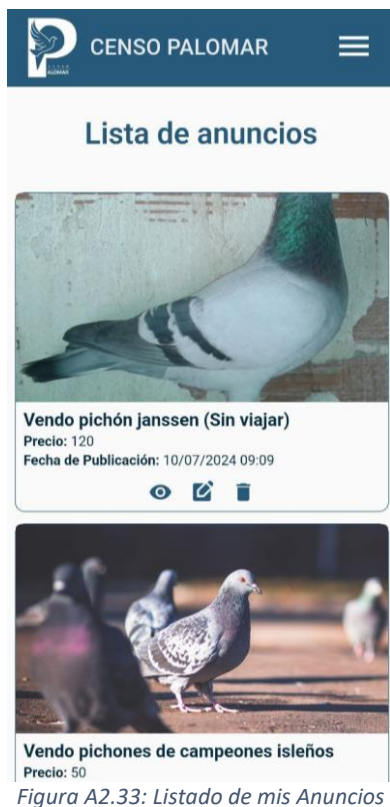 CENSO PALOMAR
Lista de anuncios
Vendo pichón janssen (Sin viajar)
Precio: 120
Fecha de Publicación: 10/07/2024 09:09
Vendo pichones de campeones isleños
Precio: 50
Figura A2.33: Listado de mis Anuncios